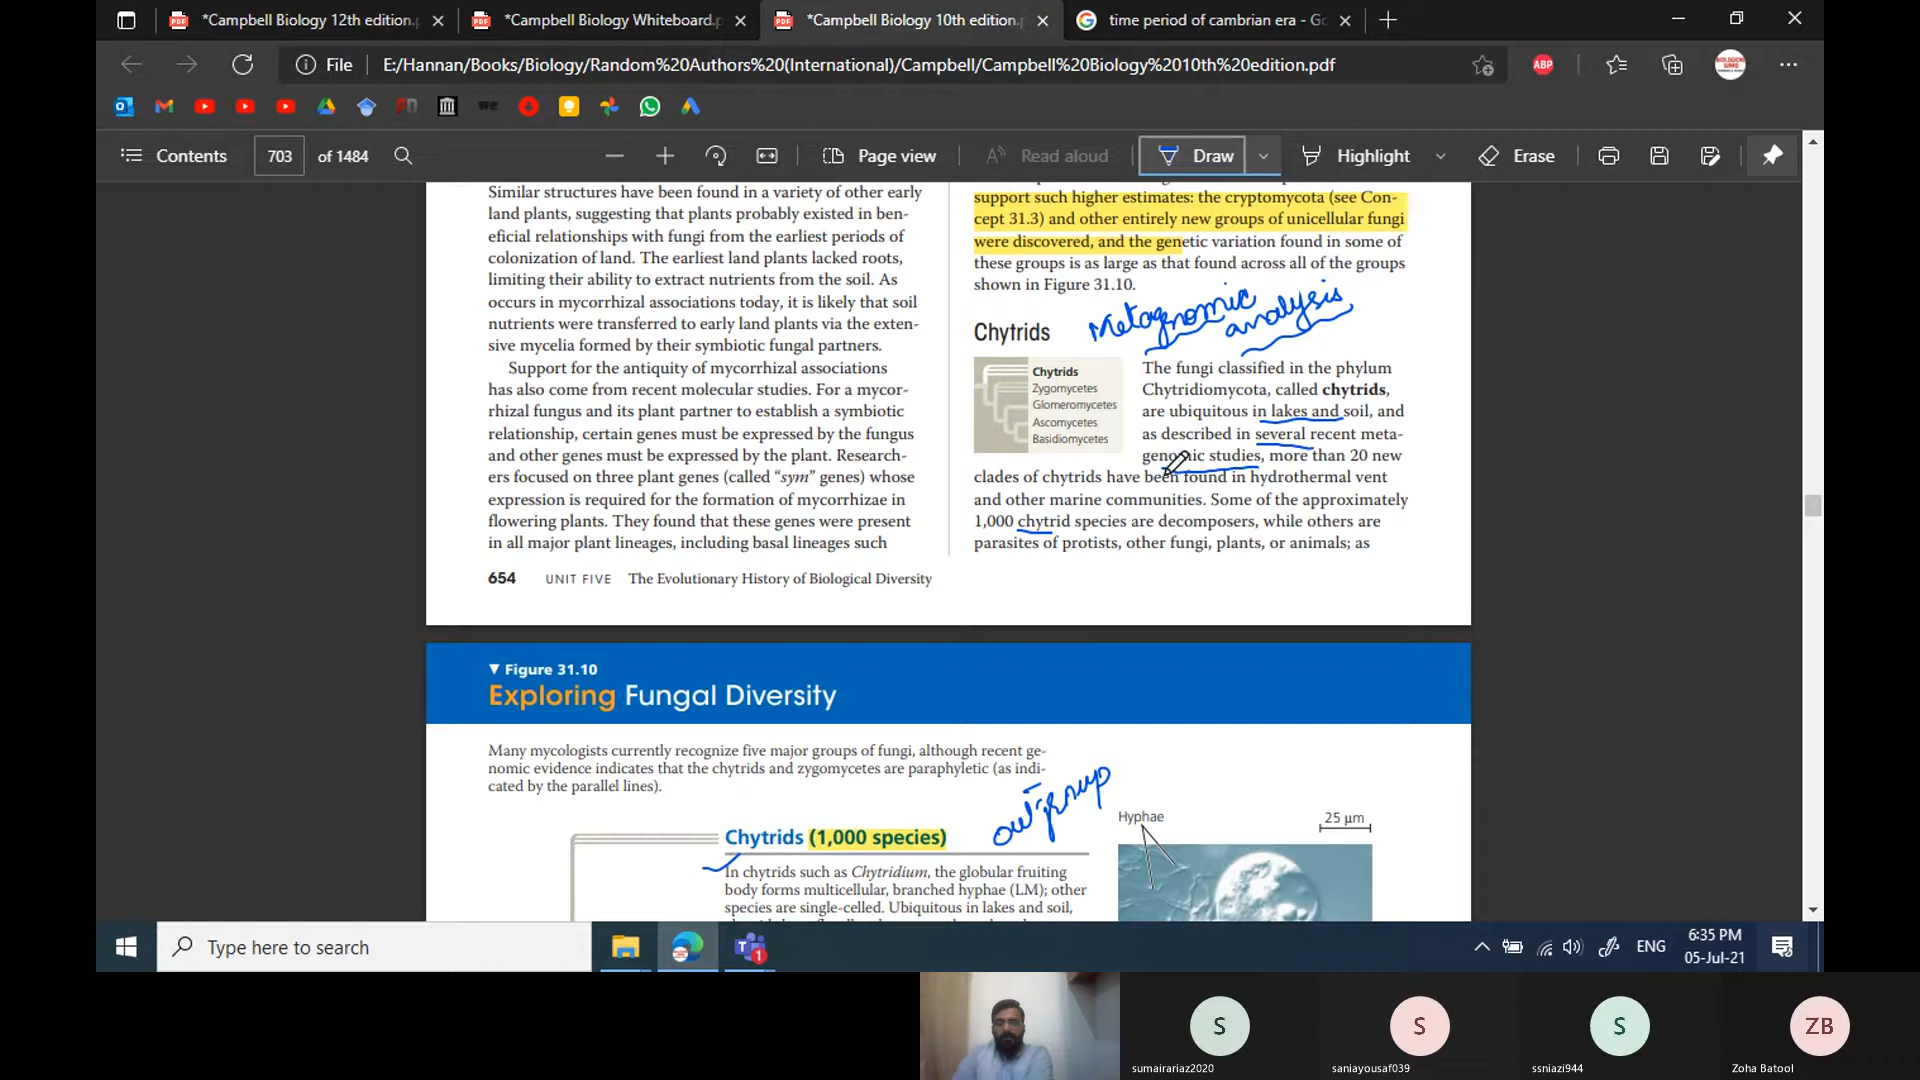 *Campbell Biology 12th edition.p
*Campbell Biology Whiteboard.p
*Campbell Biology 10th edition.p
time period of cambrian era - Go
File
E:/Hannan/Books/Biology/Random%20Authors%20(International)/Campbell/Campbell%20Biology%2010th%20edition.pdf
ABP
Contents
703
of 1484
Page view
Read aloud
Draw
Highlight
Erase
Similar structures have been found in a variety of other early
land plants, suggesting that plants probably existed in ben-
eficial relationships with fungi from the earliest periods of
colonization of land. The earliest land plants lacked roots,
limiting their ability to extract nutrients from the soil. As
occurs in mycorrhizal associations today, it is likely that soil
nutrients were transferred to early land plants via the exten-
sive mycelia formed by their symbiotic fungal partners.
Support for the antiquity of mycorrhizal associations
has also come from recent molecular studies. For a mycor-
rhizal fungus and its plant partner to establish a symbiotic
relationship, certain genes must be expressed by the fungus
and other genes must be expressed by the plant. Research-
ers focused on three plant genes (called "sym" genes) whose
expression is required for the formation of mycorrhizae in
flowering plants. They found that these genes were present
in all major plant lineages, including basal lineages such
654 UNIT FIVE The Evolutionary History of Biological Diversity
support such higher estimates: the cryptomycota (see Con-
cept 31.3) and other entirely new groups of unicellular fungi
were discovered, and the genetic variation found in some of
these groups is as large as that found across all of the groups
shown in Figure 31.10.
Metagnomic
analysis
Chytrids
Chytrids
Zygomycetes
Glomeromycetes
Ascomycetes
Basidiomycetes
The fungi classified in the phylum
Chytridiomycota, called chytrids,
are ubiquitous in lakes and soil, and
as described in several recent meta-
genomic studies, more than 20 new
clades of chytrids have been found in hydrothermal vent
and other marine communities. Some of the approximately
1,000 chytrid species are decomposers, while others are
parasites of protists, other fungi, plants, or animals; as
▼ Figure 31.10
Exploring Fungal Diversity
Many mycologists currently recognize five major groups of fungi, although recent ge-
nomic evidence indicates that the chytrids and zygomycetes are paraphyletic (as indi-
cated by the parallel lines).
outgroup
Chytrids (1,000 species)
In chytrids such as Chytridium, the globular fruiting
body forms multicellular, branched hyphae (LM); other
species are single-celled. Ubiquitous in lakes and soil,
Hyphae
25 µm
Type here to search
1
ENG
6:35 PM
05-Jul-21
S
S
S
ZB
sumairariaz2020
saniayousaf039
ssniazi944
Zoha Batool